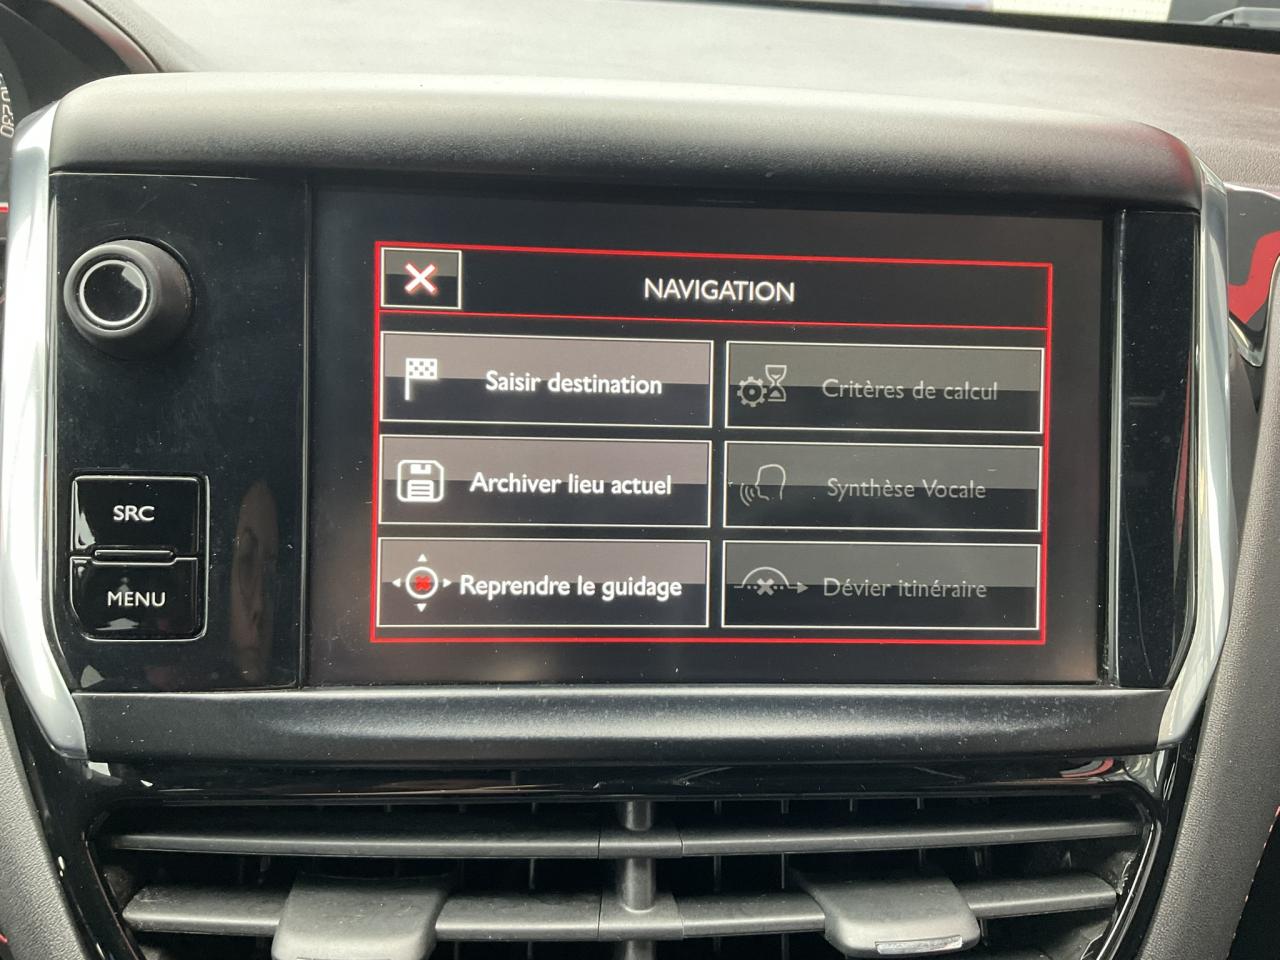 NAVIGATION
Saisir destination
Critères de calcul
Archiver lieu actuel
Synthèse Vocale
Reprendre le guidage
Dévier itinéraire
SRC
MENU